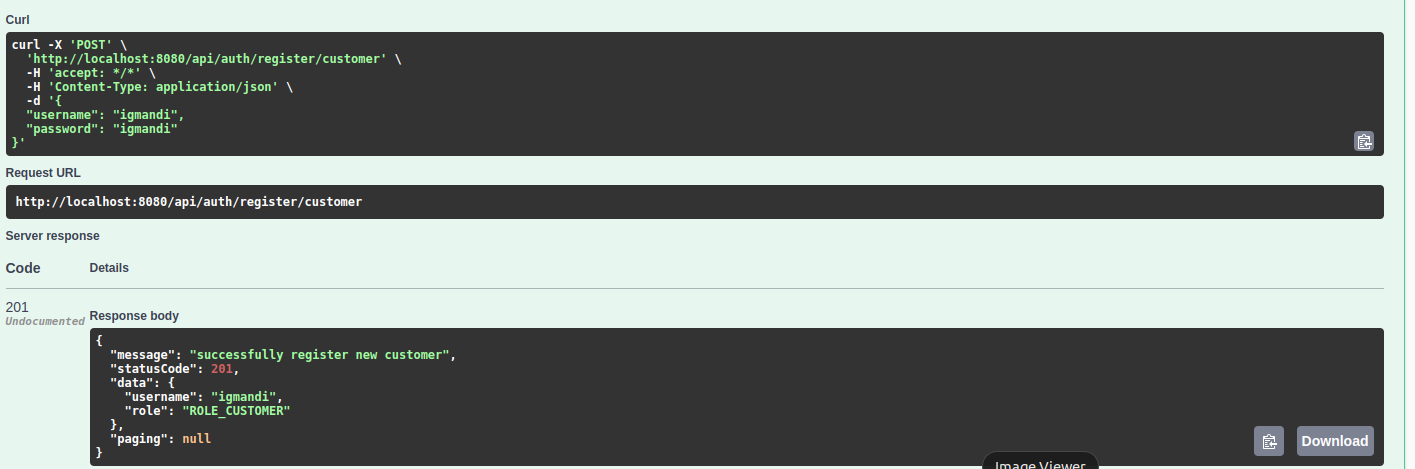 Curl
curl -X 'POST' \
  'http://localhost:8080/api/auth/register/customer' \
  -H 'accept: */*' \
  -H 'Content-Type: application/json' \
  -d '{
  "username": "igmandi",
  "password": "igmandi"
}'
Request URL
http://localhost:8080/api/auth/register/customer
Server response
Code Details
201
Undocumented
Response body
{
  "message": "successfully register new customer",
  "statusCode": 201,
  "data": {
    "username": "igmandi",
    "role": "ROLE_CUSTOMER"
  },
  "paging": null
}
Download
Image Viewer